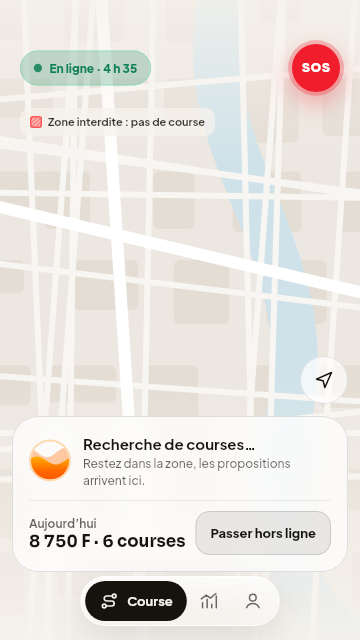 En ligne · 4 h 35
SOS
Zone interdite : pas de course
Recherche de courses...
Restez dans la zone, les propositions
arrivent ici.
Aujourd'hui
8 750 F · 6 courses
Passer hors ligne
Course